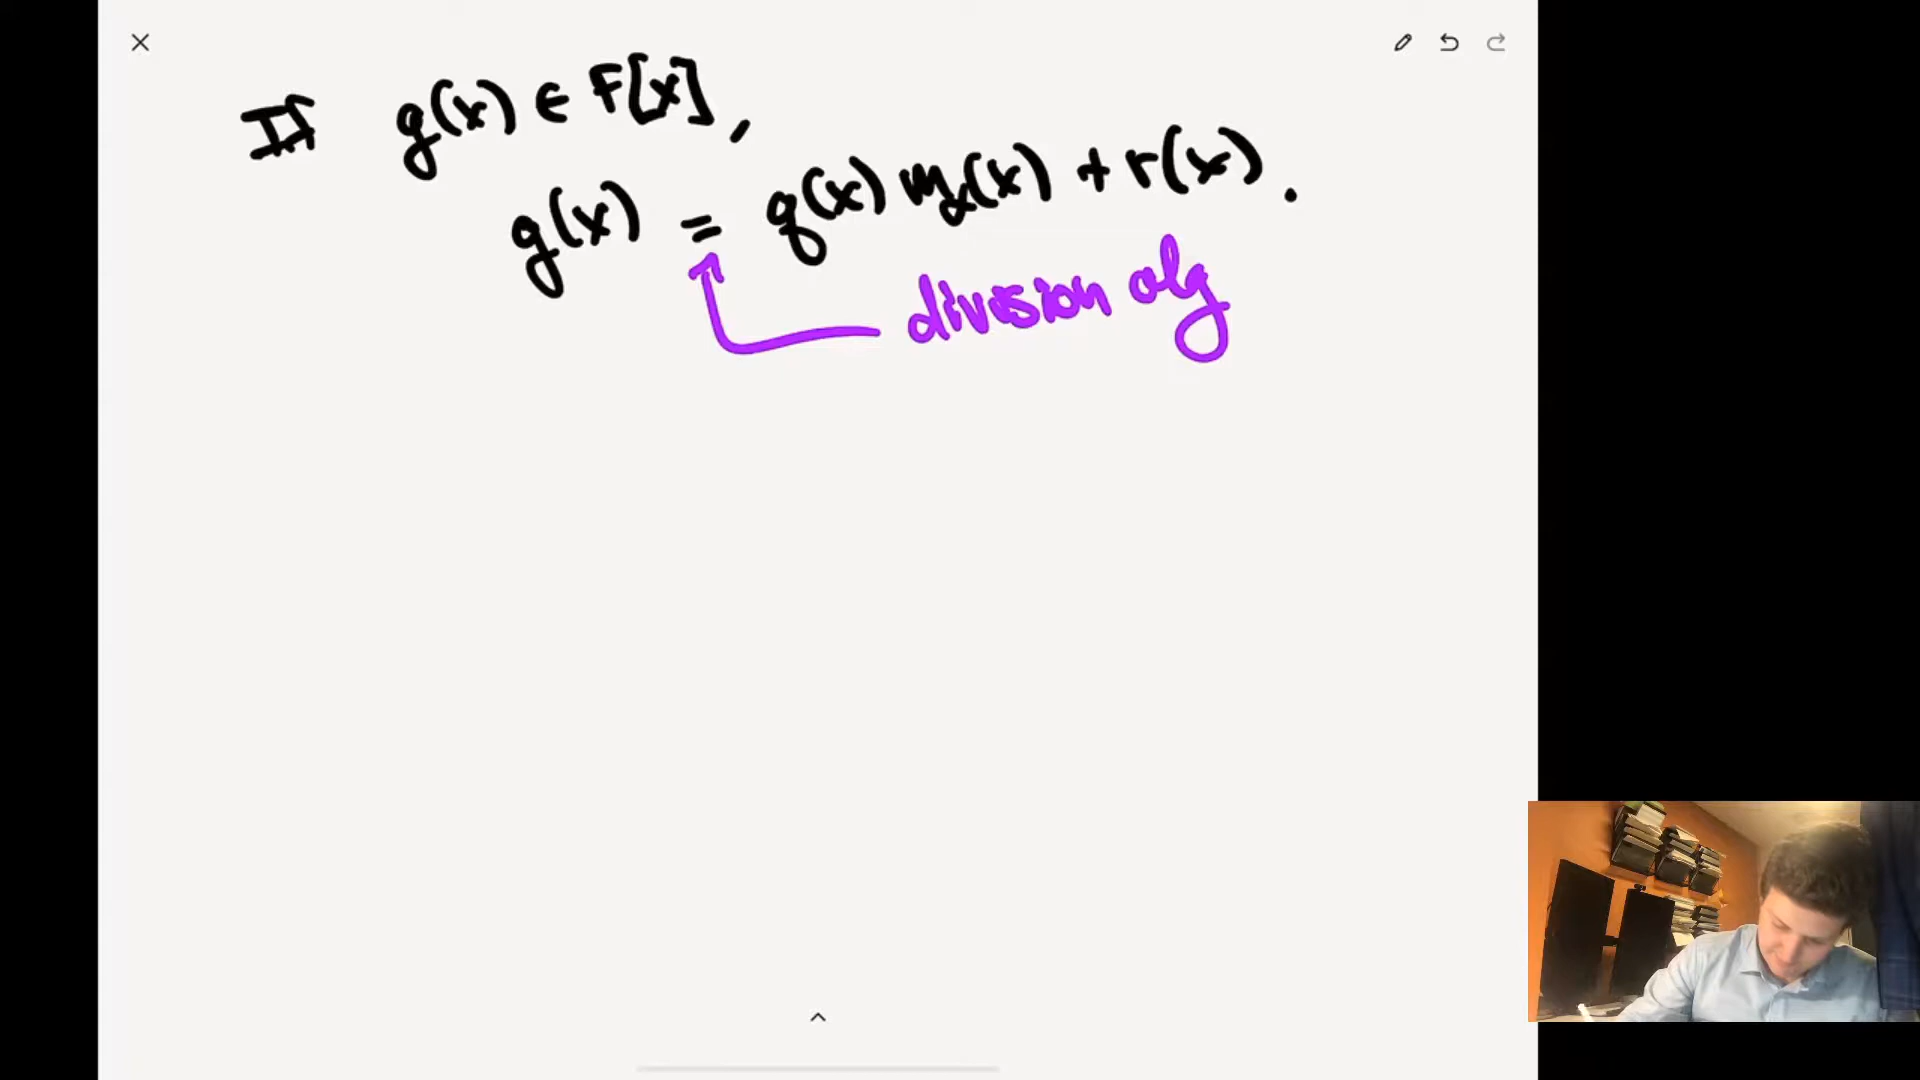 If g(x) ∈ F[x],
g(x) = q(x) m_α(x) + r(x).
division alg